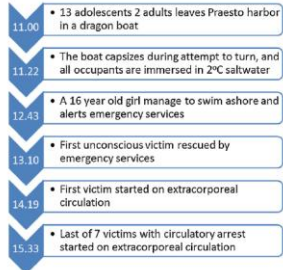 11.00
• 13 adolescents 2 adults leaves Praesto harbor
in a dragon boat
11.22
• The boat capsizes during attempt to turn, and
all occupants are immersed in 2°C saltwater
12.43
• A 16 year old girl manage to swim ashore and
alerts emergency services
13.10
• First unconscious victim rescued by
emergency services
14.19
• First victim started on extracorporeal
circulation
15.33
• Last of 7 victims with circulatory arrest
started on extracorporeal circulation